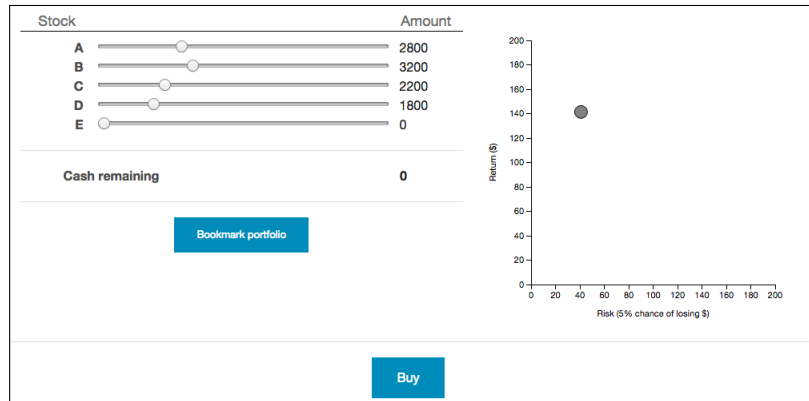 Stock Amount
A 2800
B 3200
C 2200
D 1800
E 0
Cash remaining 0
Bookmark portfolio
200
180
160
140
120
100
80
60
40
20
0
Return ($)
0 20 40 60 80 100 120 140 160 180 200
Risk (5% chance of losing $)
Buy